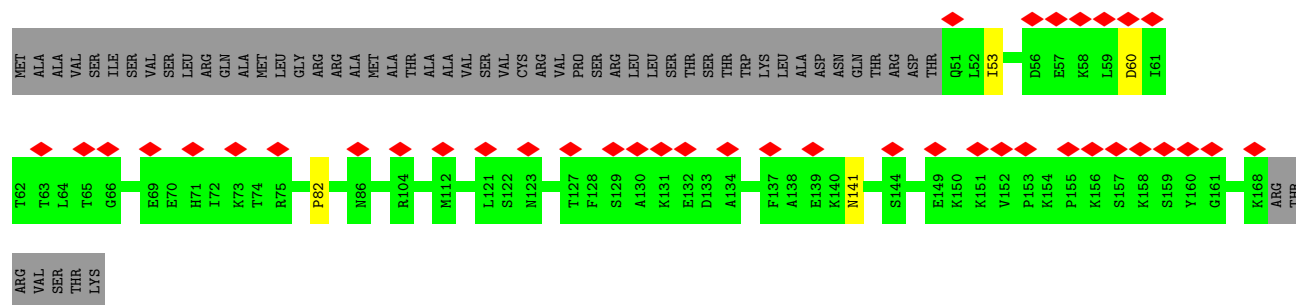 MET ALA ALA VAL SER ILE SER VAL SER LEU ARG GLN ALA MET LEU GLY ARG ARG ALA MET ALA THR ALA ALA VAL SER VAL CYS ARG VAL PRO SER ARG LEU LEU SER THR SER THR TRP LYS LEU ALA ASP ASN GLN THR ARG ASP THR Q51 L52 I53 D56 E57 K58 L59 D60 I61
T62 T63 L64 T65 G66 E69 E70 H71 I72 K73 T74 R75 P82 N86 R104 M112 L121 S122 N123 T127 F128 S129 A130 K131 E132 D133 A134 F137 A138 E139 K140 N141 S144 E149 K150 K151 V152 P153 K154 P155 K156 S157 K158 S159 Y160 G161 K168 ARG THR
ARG VAL SER THR LYS